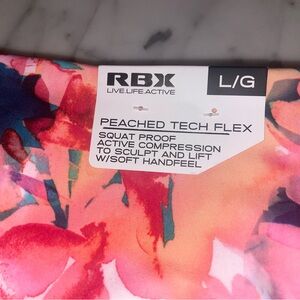 RBX
LIVE.LIFE.ACTIVE
L/G
PEACHED TECH FLEX
SQUAT PROOF
ACTIVE COMPRESSION
TO SCULPT AND LIFT
W/SOFT HANDFEEL